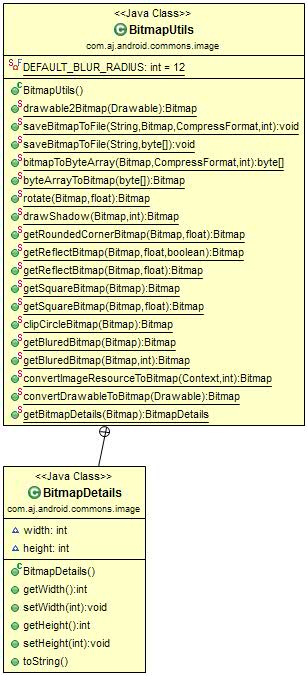 <<Java Class>>
BitmapUtils
com.aj.android.commons.image
DEFAULT_BLUR_RADIUS: int = 12
BitmapUtils()
drawable2Bitmap(Drawable):Bitmap
saveBitmapToFile(String,Bitmap,CompressFormat,int):void
saveBitmapToFile(String,byte[]):void
bitmapToByteArray(Bitmap,CompressFormat,int):byte[]
byteArrayToBitmap(byte[]):Bitmap
rotate(Bitmap,float):Bitmap
drawShadow(Bitmap,int):Bitmap
getRoundedCornerBitmap(Bitmap,float):Bitmap
getReflectBitmap(Bitmap,float,boolean):Bitmap
getReflectBitmap(Bitmap,float):Bitmap
getSquareBitmap(Bitmap):Bitmap
getSquareBitmap(Bitmap,float):Bitmap
clipCircleBitmap(Bitmap):Bitmap
getBluredBitmap(Bitmap):Bitmap
getBluredBitmap(Bitmap,int):Bitmap
convertImageResourceToBitmap(Context,int):Bitmap
convertDrawableToBitmap(Drawable):Bitmap
getBitmapDetails(Bitmap):BitmapDetails
<<Java Class>>
BitmapDetails
com.aj.android.commons.image
width: int
height: int
BitmapDetails()
getWidth():int
setWidth(int):void
getHeight():int
setHeight(int):void
toString()